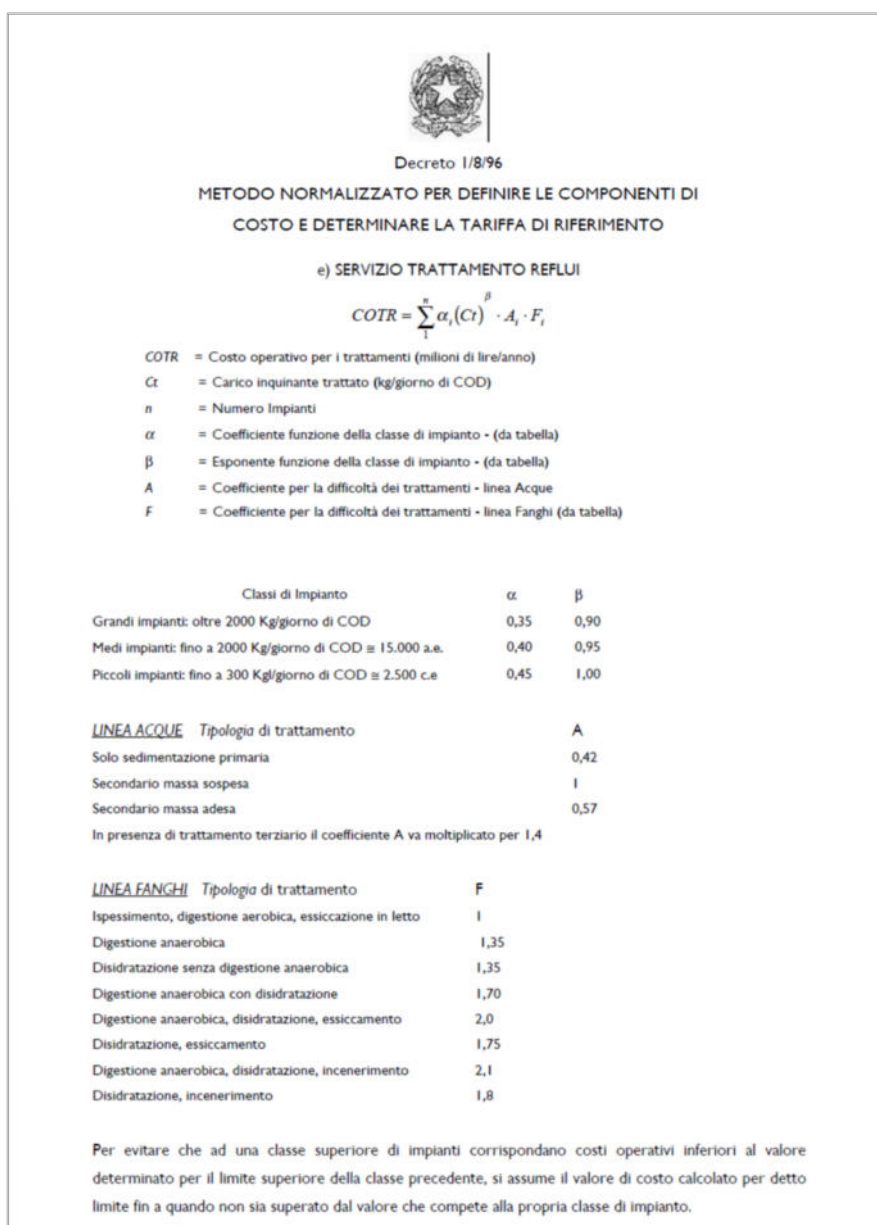 Decreto 1/8/96
METODO NORMALIZZATO PER DEFINIRE LE COMPONENTI DI
COSTO E DETERMINARE LA TARIFFA DI RIFERIMENTO
e) SERVIZIO TRATTAMENTO REFLUI
COTR = ∑₁ⁿ αᵢ(Ct)^β · Aᵢ · Fᵢ
COTR = Costo operativo per i trattamenti (milioni di lire/anno)
Ct = Carico inquinante trattato (kg/giorno di COD)
n = Numero Impianti
α = Coefficiente funzione della classe di impianto - (da tabella)
β = Esponente funzione della classe di impianto - (da tabella)
A = Coefficiente per la difficoltà dei trattamenti - linea Acque
F = Coefficiente per la difficoltà dei trattamenti - linea Fanghi (da tabella)
Classi di Impianto α β
Grandi impianti: oltre 2000 Kg/giorno di COD 0,35 0,90
Medi impianti: fino a 2000 Kg/giorno di COD ≅ 15.000 a.e. 0,40 0,95
Piccoli impianti: fino a 300 Kgl/giorno di COD ≅ 2.500 c.e 0,45 1,00
LINEA ACQUE Tipologia di trattamento A
Solo sedimentazione primaria 0,42
Secondario massa sospesa 1
Secondario massa adesa 0,57
In presenza di trattamento terziario il coefficiente A va moltiplicato per 1,4
LINEA FANGHI Tipologia di trattamento F
Ispessimento, digestione aerobica, essiccazione in letto 1
Digestione anaerobica 1,35
Disidratazione senza digestione anaerobica 1,35
Digestione anaerobica con disidratazione 1,70
Digestione anaerobica, disidratazione, essiccamento 2,0
Disidratazione, essiccamento 1,75
Digestione anaerobica, disidratazione, incenerimento 2,1
Disidratazione, incenerimento 1,8
Per evitare che ad una classe superiore di impianti corrispondano costi operativi inferiori al valore
determinato per il limite superiore della classe precedente, si assume il valore di costo calcolato per detto
limite fin a quando non sia superato dal valore che compete alla propria classe di impianto.